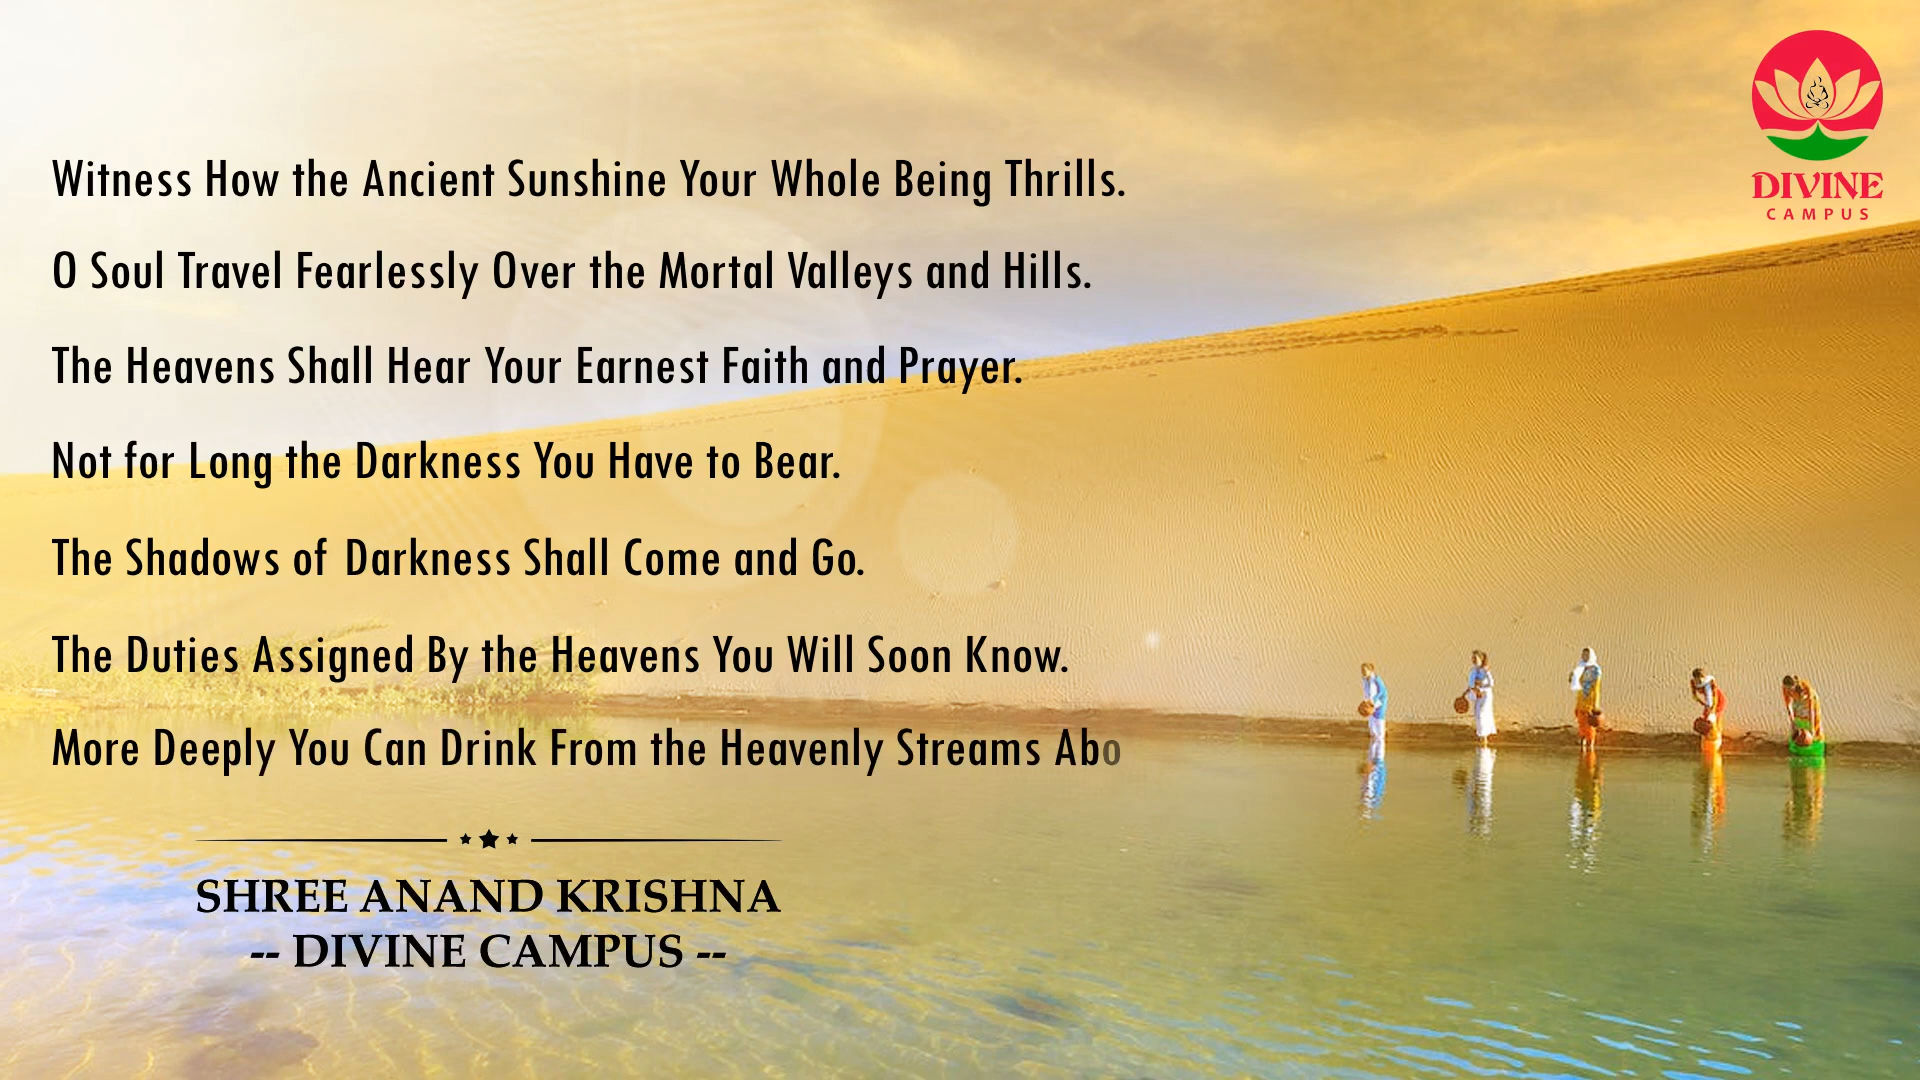 Witness How the Ancient Sunshine Your Whole Being Thrills.
O Soul Travel Fearlessly Over the Mortal Valleys and Hills.
The Heavens Shall Hear Your Earnest Faith and Prayer.
Not for Long the Darkness You Have to Bear.
The Shadows of Darkness Shall Come and Go.
The Duties Assigned By the Heavens You Will Soon Know.
More Deeply You Can Drink From the Heavenly Streams Abo
SHREE ANAND KRISHNA
-- DIVINE CAMPUS --
DIVINE
CAMPUS